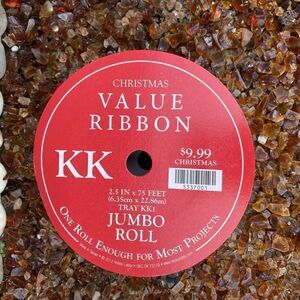 CHRISTMAS
VALUE
RIBBON
KK
$9.99
CHRISTMAS
5337001
2.5 IN x 75 FEET
(6.35cm x 22.86m)
TRAY KK1
JUMBO
ROLL
ONE ROLL ENOUGH FOR MOST PROJECTS